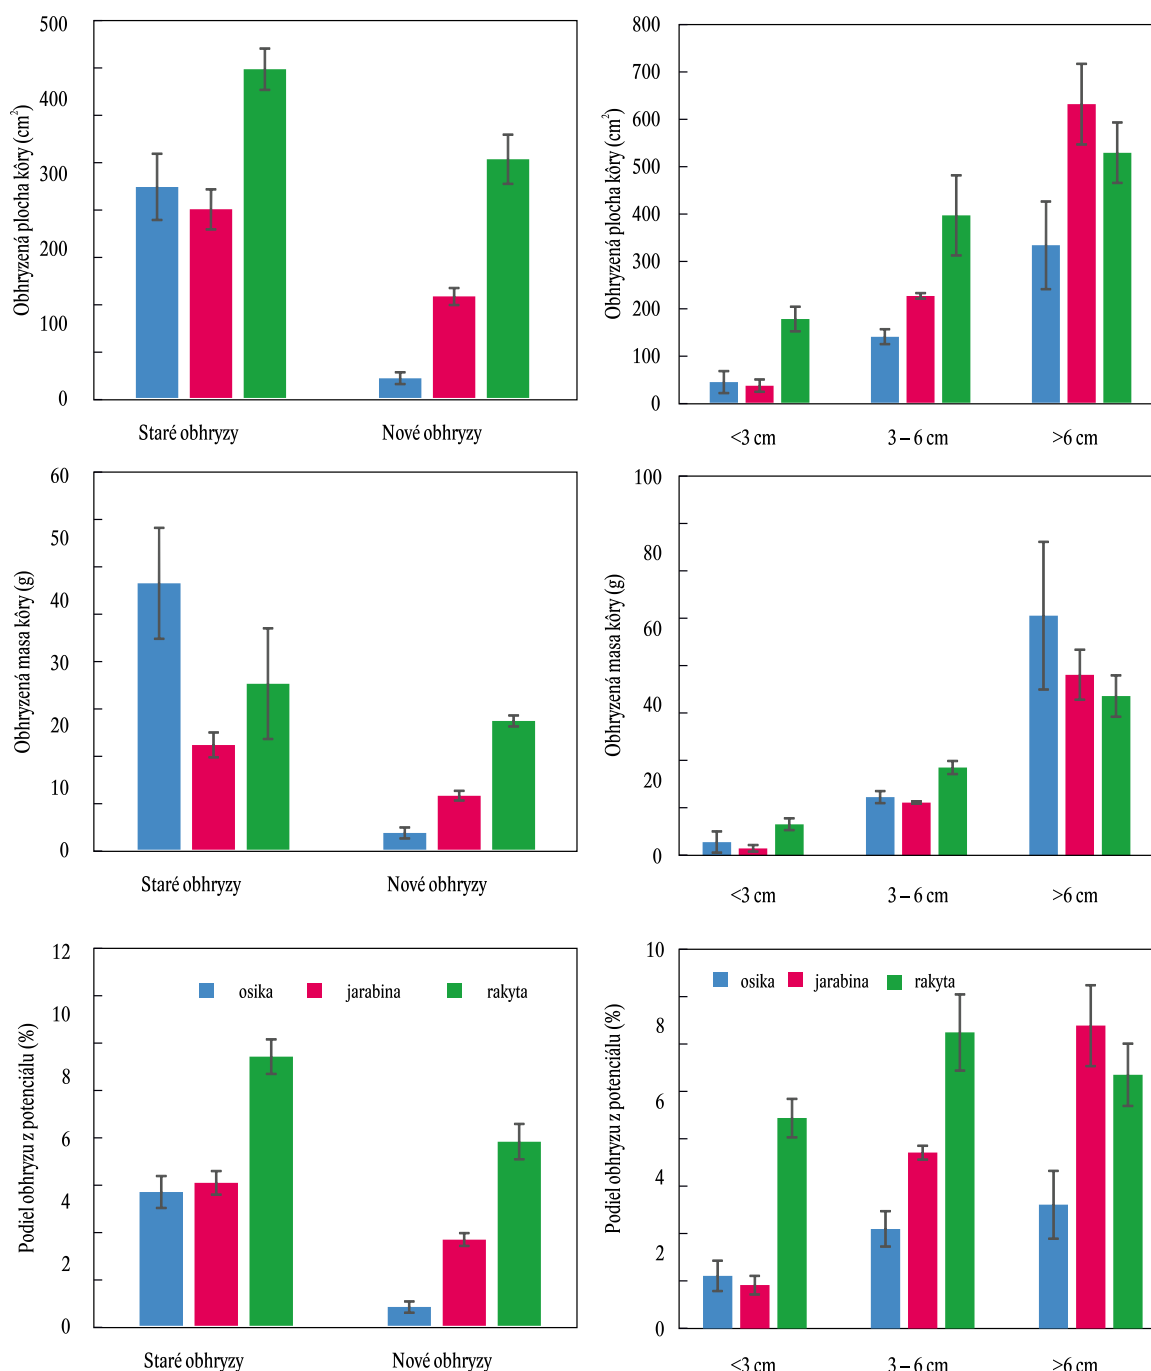 Obhryzená plocha kôry (cm²)
500
400
300
200
100
0
Staré obhryzy
Nové obhryzy
Obhryzená plocha kôry (cm²)
800
700
600
500
400
300
200
100
0
<3 cm
3 – 6 cm
>6 cm
Obhryzená masa kôry (g)
60
50
40
30
20
10
0
Staré obhryzy
Nové obhryzy
Obhryzená masa kôry (g)
100
80
60
40
20
0
<3 cm
3 – 6 cm
>6 cm
Podiel obhryzu z potenciálu (%)
12
10
8
6
4
2
0
osika
jarabina
rakyta
Staré obhryzy
Nové obhryzy
Podiel obhryzu z potenciálu (%)
10
8
6
4
2
0
osika
jarabina
rakyta
<3 cm
3 – 6 cm
>6 cm